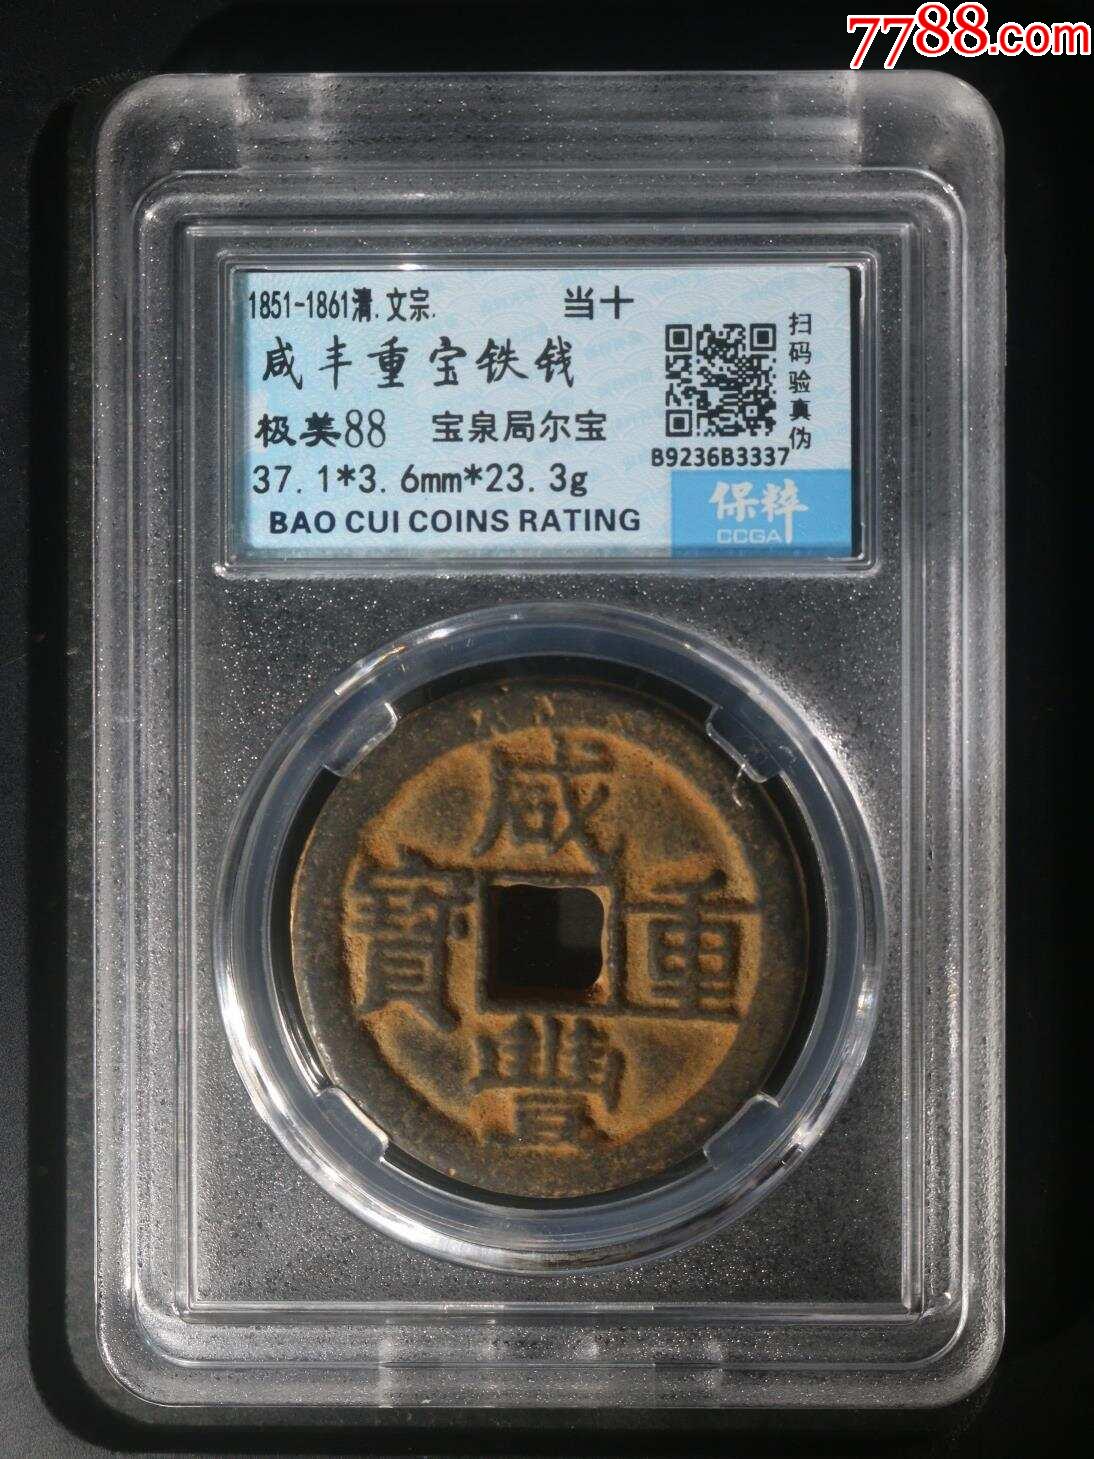 7788.com
1851-1861清.文宗. 当十
咸丰重宝铁钱
极美88 宝泉局尔宝
37.1*3.6mm*23.3g
BAO CUI COINS RATING
扫码验真伪
B9236B3337
保粹
CCGA
咸
寳 重
豐